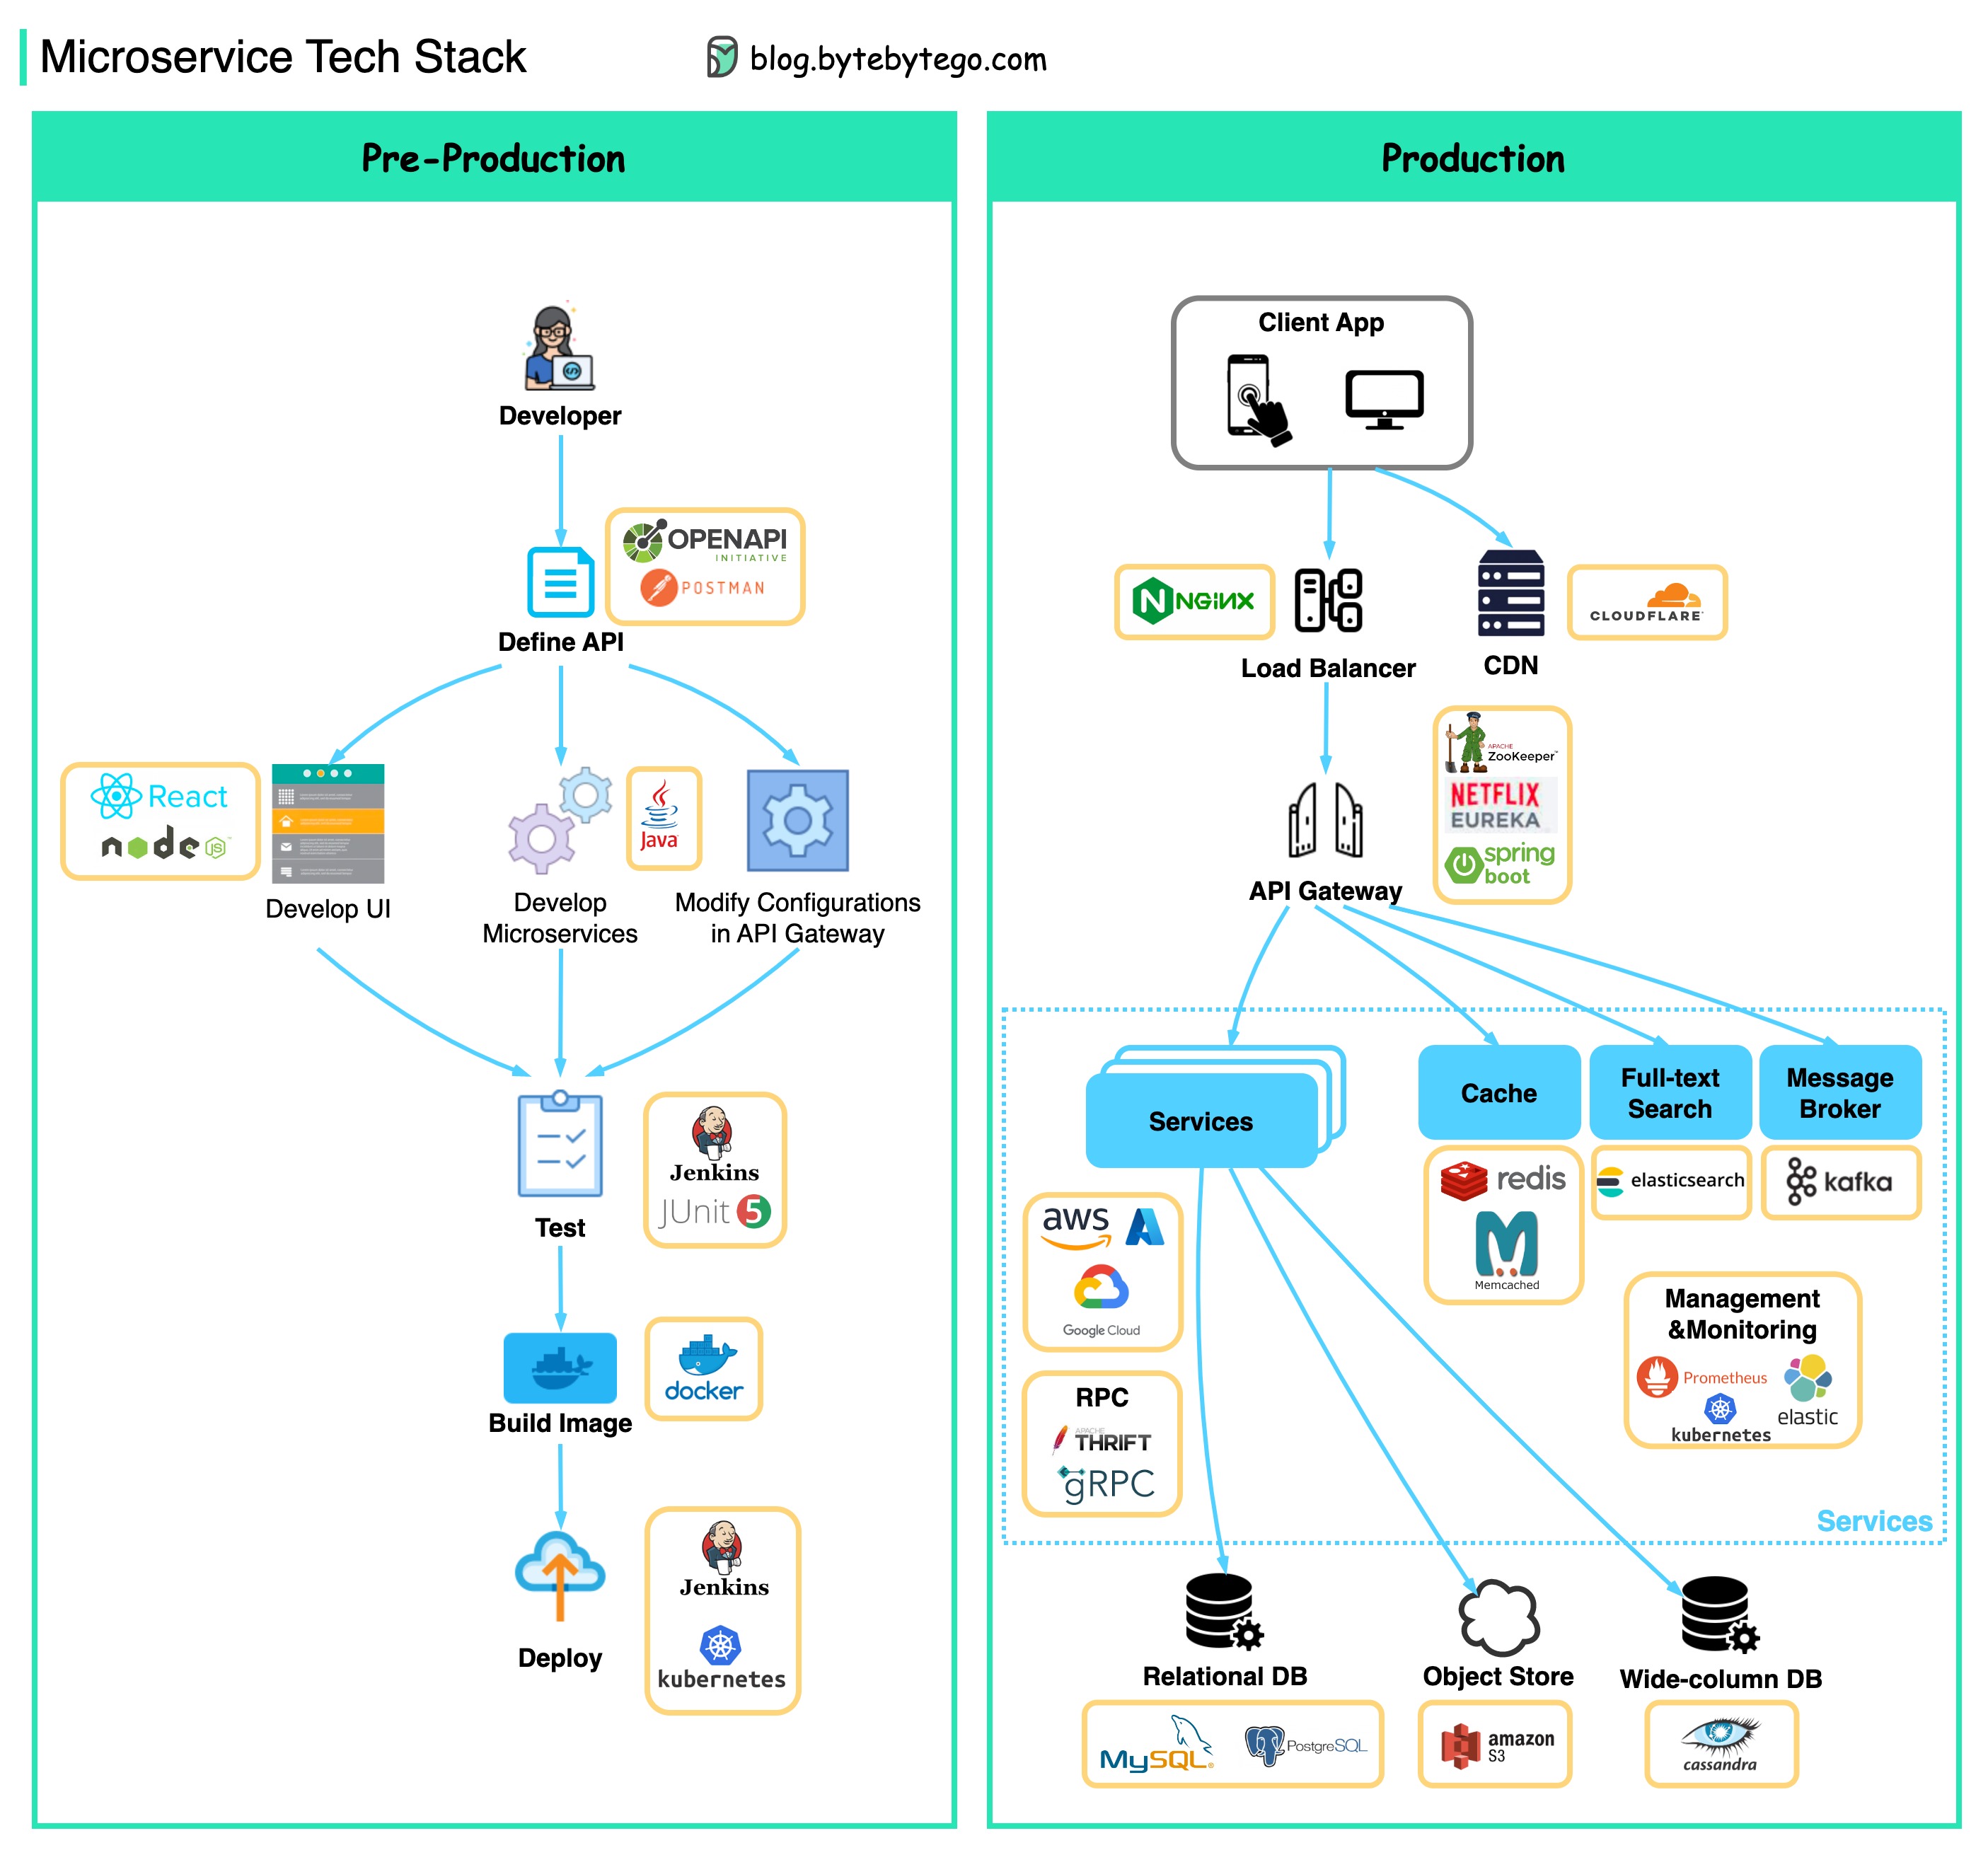 Microservice Tech Stack
blog.bytebytego.com
Pre-Production
Developer
OPENAPI
INITIATIVE
POSTMAN
Define API
React
node
JS
Develop UI
Java
Develop
Microservices
Modify Configurations
in API Gateway
Jenkins
JUnit 5
Test
docker
Build Image
Jenkins
kubernetes
Deploy
Production
Client App
NGINX
Load Balancer
CLOUDFLARE
CDN
APACHE
ZooKeeper™
NETFLIX
EUREKA
spring
boot
API Gateway
Services
Cache
Full-text
Search
Message
Broker
redis
Memcached
elasticsearch
kafka
aws
Google Cloud
RPC
APACHE
THRIFT
gRPC
Management
&Monitoring
Prometheus
kubernetes
elastic
Services
Relational DB
MySQL®
PostgreSQL
Object Store
amazon
S3
Wide-column DB
cassandra